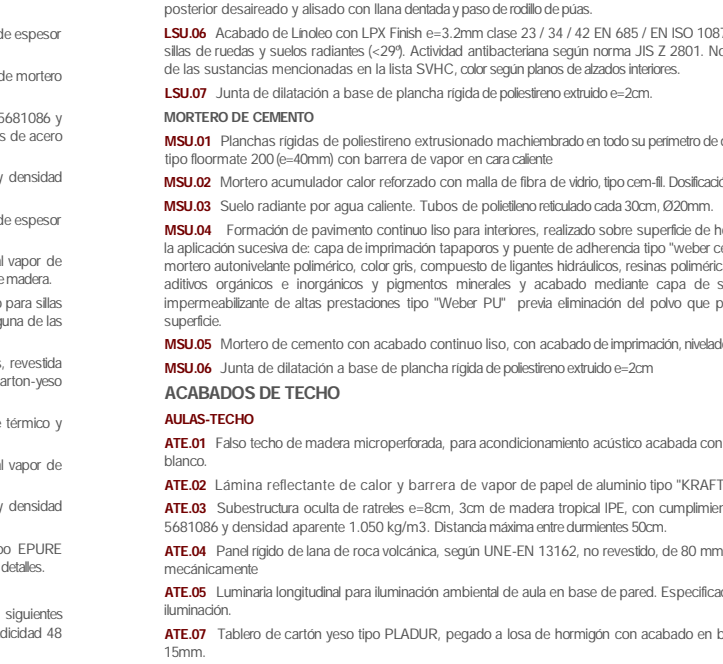 de espesor
de mortero
5681086 y
s de acero
y densidad
de espesor
al vapor de
e madera.
o para sillas
guna de las
s, revestida
carton-yeso
e térmico y
al vapor de
y densidad
po EPURE
detalles.
siguientes
dicidad 48
posterior desaireado y alisado con llana dentada y paso de rodillo de púas.
LSU.06 Acabado de Linoleo con LPX Finish e=3.2mm clase 23 / 34 / 42 EN 685 / EN ISO 1087
sillas de ruedas y suelos radiantes (<29º). Actividad antibacteriana según norma JIS Z 2801. No
de las sustancias mencionadas en la lista SVHC, color según planos de alzados interiores.
LSU.07 Junta de dilatación a base de plancha rígida de poliestireno extruido e=2cm.
MORTERO DE CEMENTO
MSU.01 Planchas rígidas de poliestireno extrusionado machiembrado en todo su perímetro de
tipo floormate 200 (e=40mm) con barrera de vapor en cara caliente
MSU.02 Mortero acumulador calor reforzado con malla de fibra de vidrio, tipo cem-fil. Dosificació
MSU.03 Suelo radiante por agua caliente. Tubos de polietileno reticulado cada 30cm, Ø20mm.
MSU.04 Formación de pavimento continuo liso para interiores, realizado sobre superficie de ho
la aplicación sucesiva de: capa de imprimación tapaporos y puente de adherencia tipo "weber ce
mortero autonivelante polimérico, color gris, compuesto de ligantes hidráulicos, resinas poliméric
aditivos orgánicos e inorgánicos y pigmentos minerales y acabado mediante capa de s
impermeabilizante de altas prestaciones tipo "Weber PU" previa eliminación del polvo que p
superficie.
MSU.05 Mortero de cemento con acabado continuo liso, con acabado de imprimación, nivelado
MSU.06 Junta de dilatación a base de plancha rígida de poliestireno extruido e=2cm
ACABADOS DE TECHO
AULAS-TECHO
ATE.01 Falso techo de madera microperforada, para acondicionamiento acústico acabada con
blanco.
ATE.02 Lámina reflectante de calor y barrera de vapor de papel de aluminio tipo "KRAFT
ATE.03 Subestructura oculta de ratreles e=8cm, 3cm de madera tropical IPE, con cumplimien
5681086 y densidad aparente 1.050 kg/m3. Distancia máxima entre durmientes 50cm.
ATE.04 Panel rígido de lana de roca volcánica, según UNE-EN 13162, no revestido, de 80 mm
mecánicamente
ATE.05 Luminaria longitudinal para iluminación ambiental de aula en base de pared. Especificac
iluminación.
ATE.07 Tablero de cartón yeso tipo PLADUR, pegado a losa de hormigón con acabado en b
15mm.